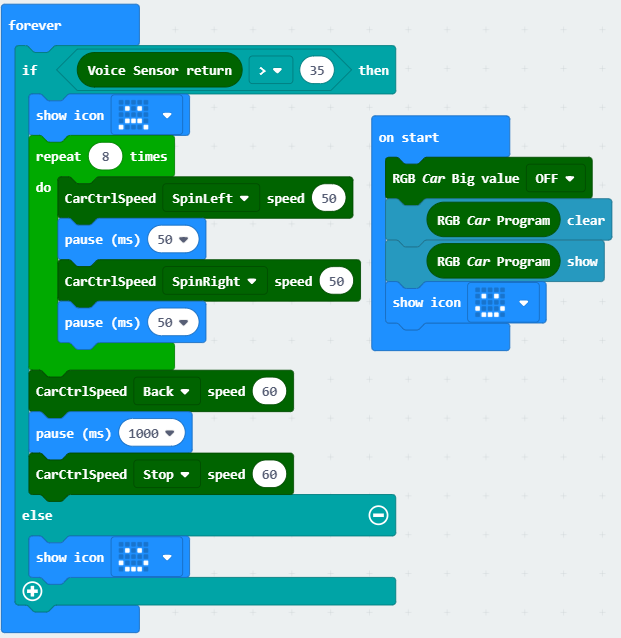 forever
if Voice Sensor return > 35 then
show icon
repeat 8 times
do
CarCtrlSpeed SpinLeft speed 50
pause (ms) 50
CarCtrlSpeed SpinRight speed 50
pause (ms) 50
CarCtrlSpeed Back speed 60
pause (ms) 1000
CarCtrlSpeed Stop speed 60
else
show icon
on start
RGB Car Big value OFF
RGB Car Program clear
RGB Car Program show
show icon